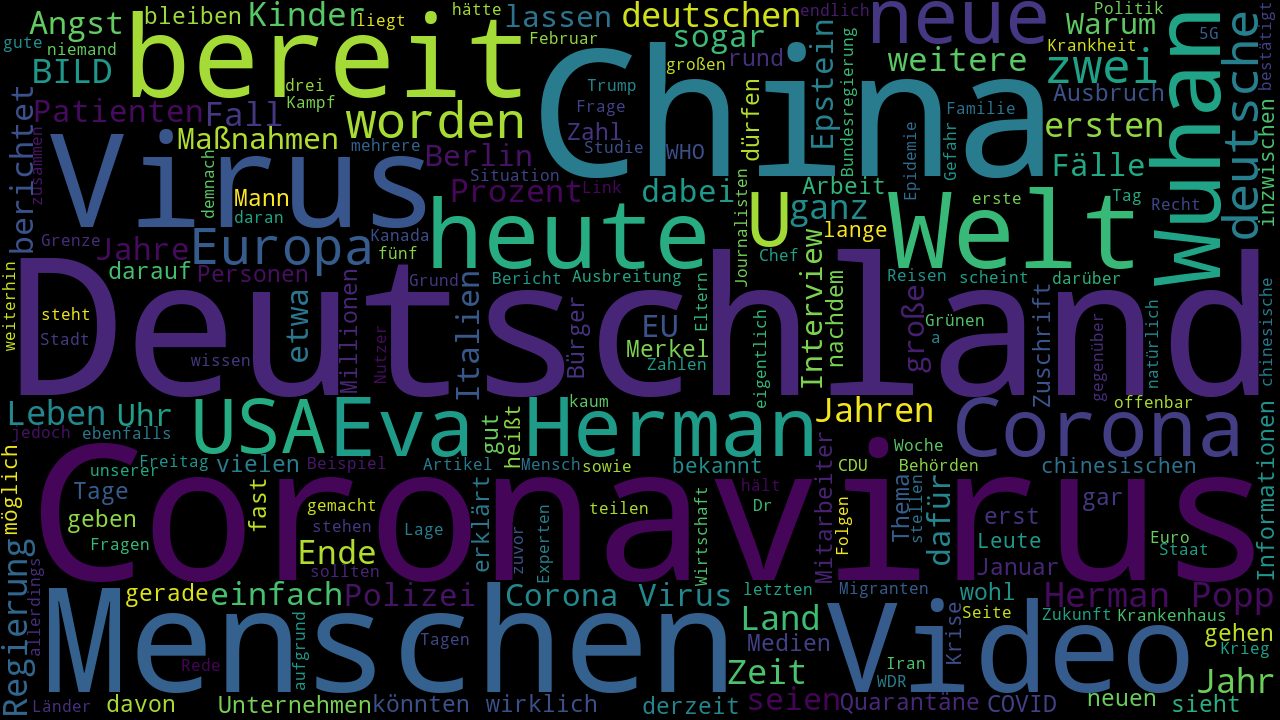 Angst
bleiben
Kinder
liegt
hätte
lassen
deutschen
endlich
neue
Politik
Warum
gute
niemand
bereit
Februar
sogar
Krankheit
5G
bestätigt
BILD
drei
Kampf
China
großen
rund
Epstein
weitere
zwei
Wuhan
deutsche
Patienten
Fall
worden
Trump
Frage
Zahl
Studie
WHO
dürfen
Bundesregierung
Familie
Ausbruch
ersten
inzwischen
berichtet
zusammen
Virus
Maßnahmen
mehrere
Berlin
Situation
Epidemie
Gefahr
Fälle
demnach
Mann
daran
Prozent
Link
dabei
Journalisten
U
Arbeit
ganz
lange
Welt
erste
Tag
Recht
Grenze
Jahre
Europa
Kanada
fünf
heute
Chef
Interview
darauf
Personen
Grund
Bericht
Ausbreitung
Eltern
Reisen
scheint
darüber
weiterhin
steht
Stadt
Deutschland
etwa
Millionen
Nutzer
wissen
Italien
Bürger
EU
Merkel
Zahlen
eigentlich
nachdem
große
Grünen
a
Zuschrift
gegenüber
natürlich
chinesische
Leben
Uhr
USA
Eva Herman
kaum
Jahren
Corona
offenbar
jedoch
ebenfalls
gut
heißt
möglich
unserer
Freitag
vielen
Beispiel
Artikel
Mensch
sowie
bekannt
Mitarbeiter
CDU
Woche
Behörden
chinesischen
Informationen
Tage
geben
Fragen
fast
Coronavirus
gemacht
stehen
Lage
erklärt
zuvor
Experten
teilen
Wirtschaft
hält
Dr
Folgen
Thema
stellen
dafür
erst
Leute
gar
Euro
Staat
Regierung
allerdings
Ende
sollten
Januar
gerade
einfach
Polizei
Corona Virus
letzten
Migranten
wohl
Herman Popp
Menschen
Tagen
Rede
aufgrund
Land
Medien
Zeit
Video
Krise
Seite
Zukunft
Krankenhaus
gehen
Krieg
Iran
WDR
Jahr
Länder
davon
Unternehmen
könnten
wirklich
derzeit
seien
Quarantäne
COVID
neuen
sieht